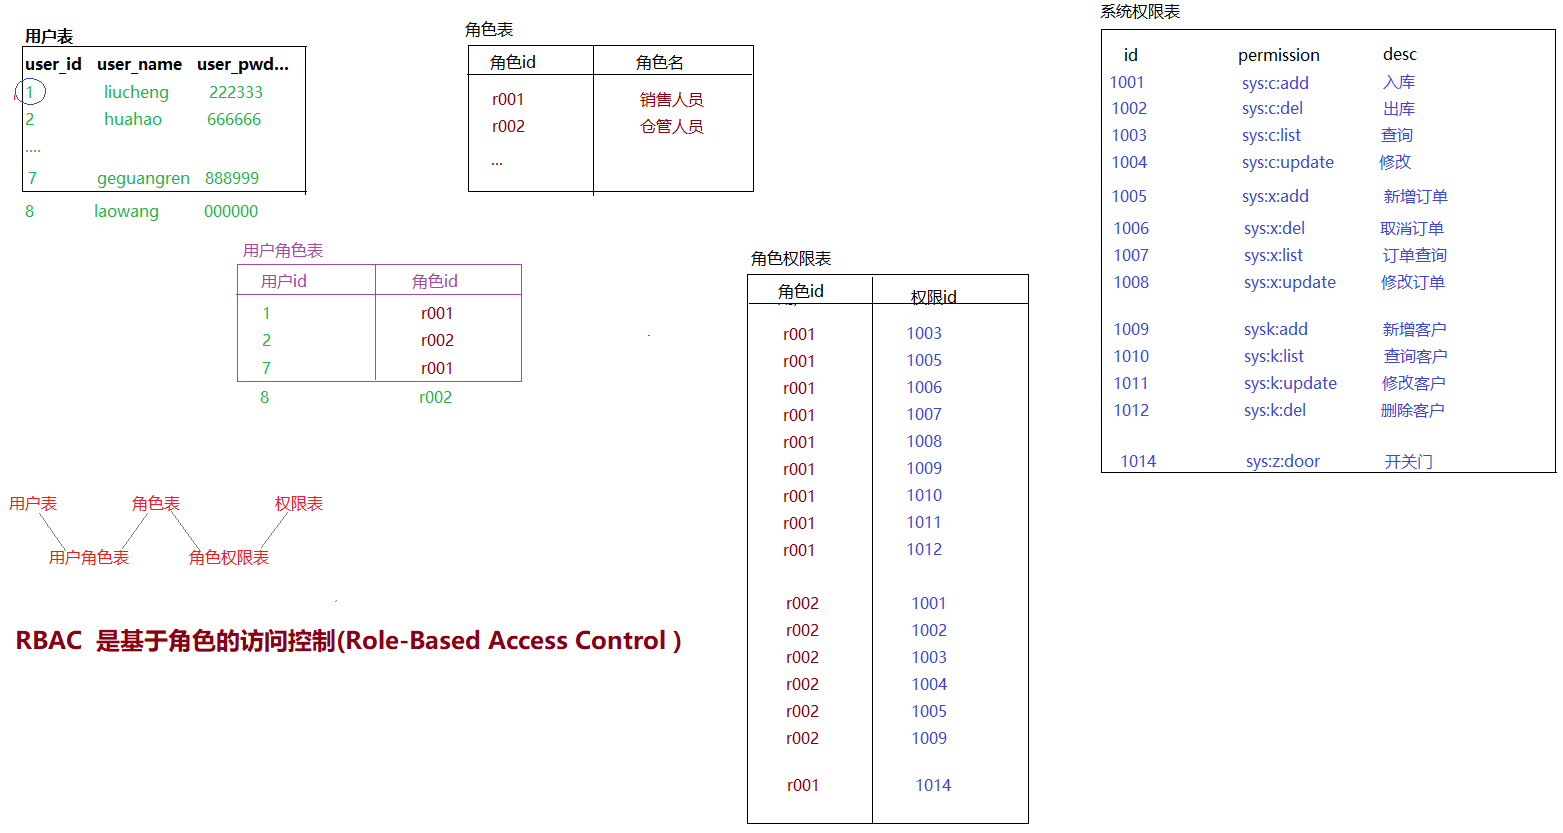 用户表
user_id user_name user_pwd...
1 liucheng 222333
2 huahao 666666
....
7 geguangren 888999
8 laowang 000000
角色表
角色id 角色名
r001 销售人员
r002 仓管人员
...
系统权限表
id permission desc
1001 sys:c:add 入库
1002 sys:c:del 出库
1003 sys:c:list 查询
1004 sys:c:update 修改
1005 sys:x:add 新增订单
1006 sys:x:del 取消订单
1007 sys:x:list 订单查询
1008 sys:x:update 修改订单
1009 sysk:add 新增客户
1010 sys:k:list 查询客户
1011 sys:k:update 修改客户
1012 sys:k:del 删除客户
1014 sys:z:door 开关门
用户角色表
用户id 角色id
1 r001
2 r002
7 r001
8 r002
角色权限表
角色id 权限id
r001 1003
r001 1005
r001 1006
r001 1007
r001 1008
r001 1009
r001 1010
r001 1011
r001 1012
r002 1001
r002 1002
r002 1003
r002 1004
r002 1005
r002 1009
r001 1014
用户表 角色表 权限表
用户角色表 角色权限表
RBAC 是基于角色的访问控制(Role-Based Access Control )